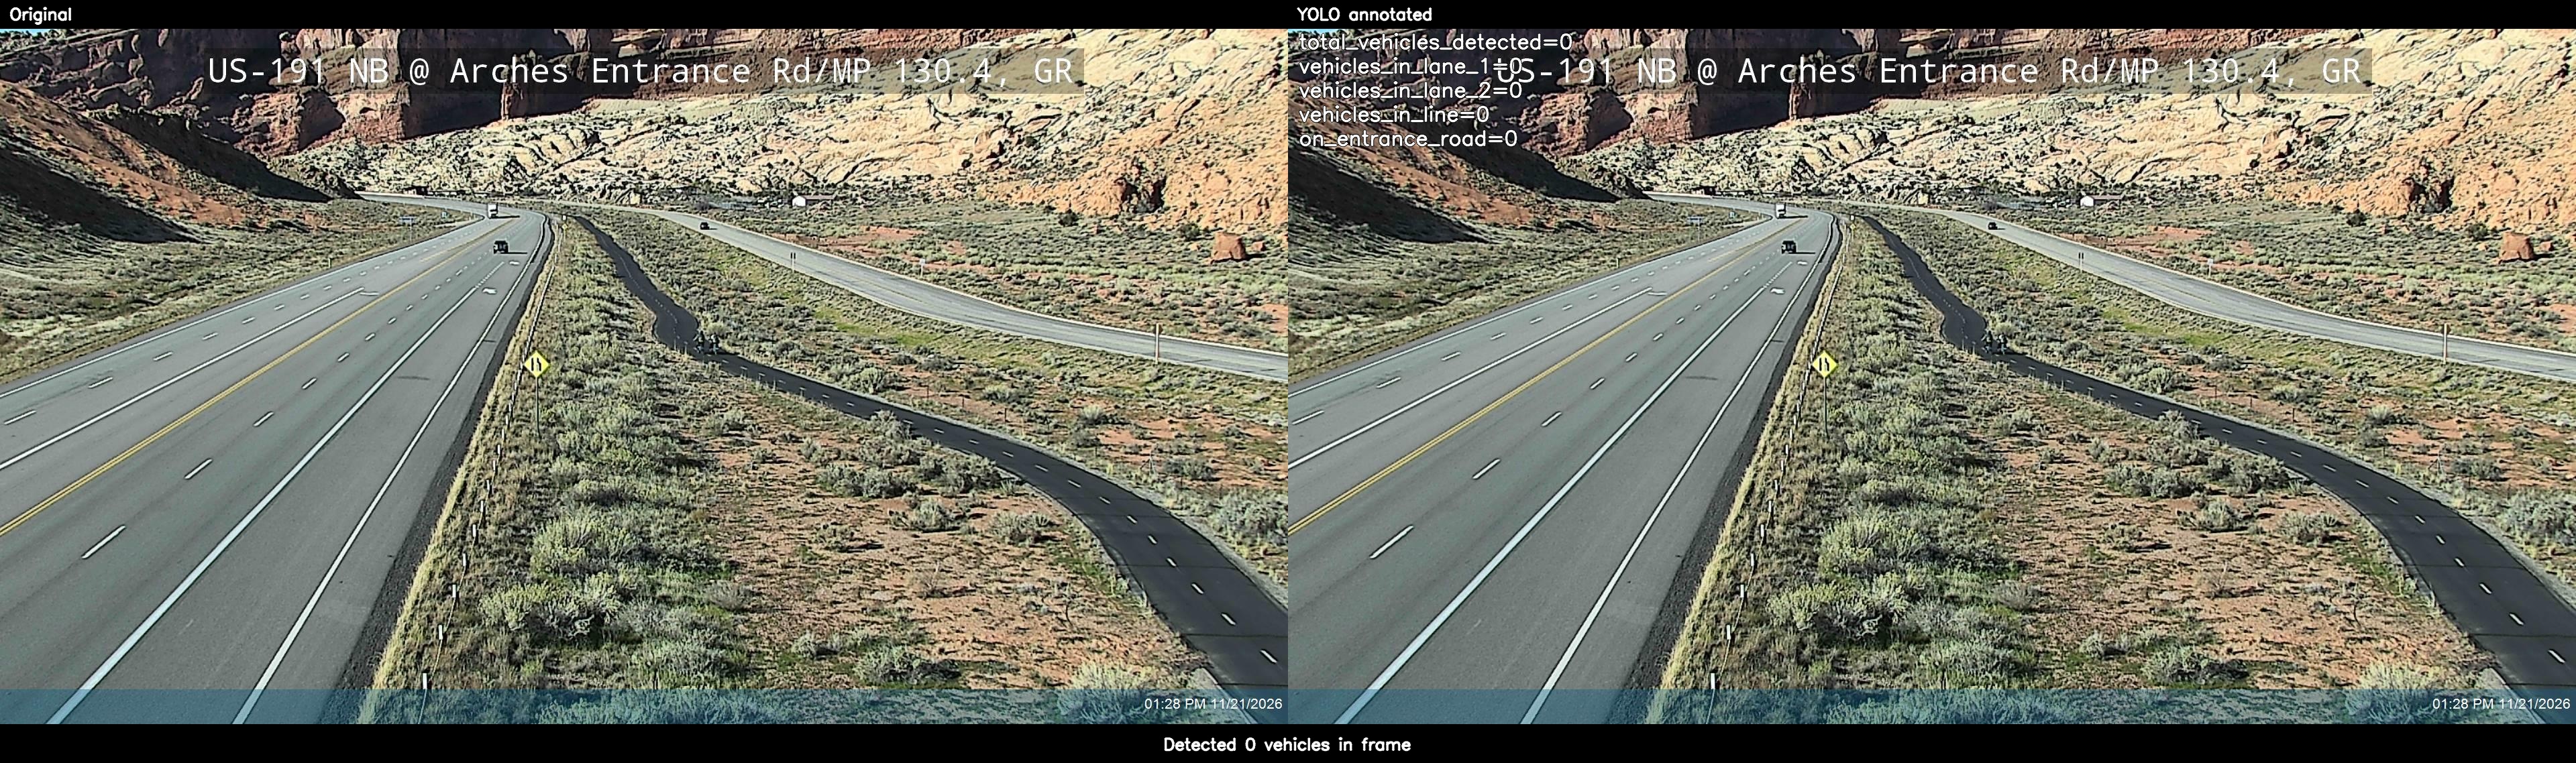 Original
US-191 NB @ Arches Entrance Rd/MP 130.4, GR
01:28 PM 11/21/2026
YOLO annotated
total_vehicles_detected=0
vehicles_in_lane_1=0
US-191 NB @ Arches Entrance Rd/MP 130.4, GR
vehicles_in_lane_2=0
vehicles_in_line=0
on_entrance_road=0
01:28 PM 11/21/2026
Detected 0 vehicles in frame